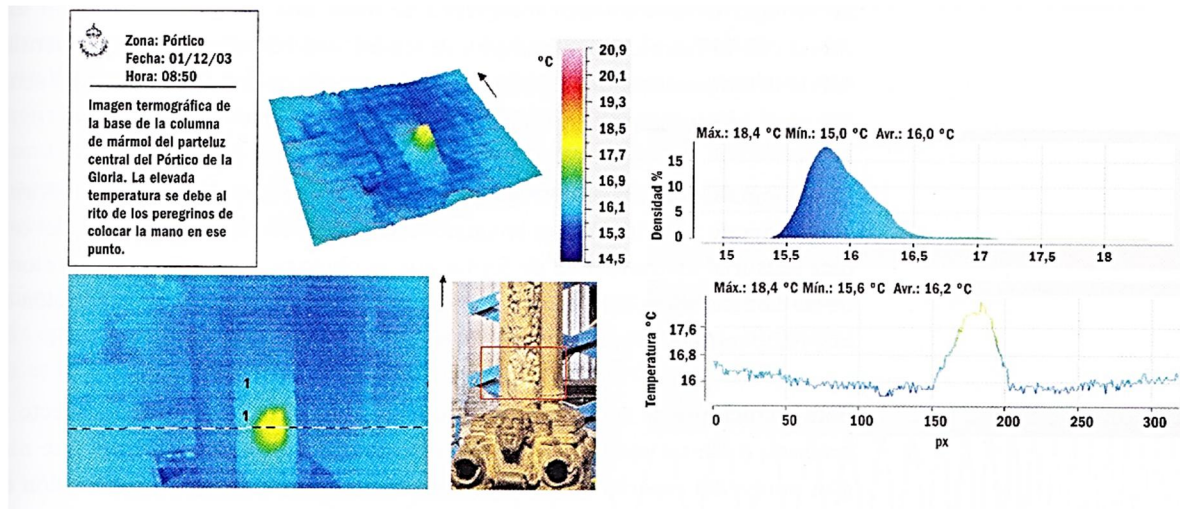 Zona: Pórtico
Fecha: 01/12/03
Hora: 08:50
Imagen termográfica de
la base de la columna
de mármol del parteluz
central del Pórtico de la
Gloria. La elevada
temperatura se debe al
rito de los peregrinos de
colocar la mano en ese
punto.
°C
20,9
20,1
19,3
18,5
17,7
16,9
16,1
15,3
14,5
1
1
Máx.: 18,4 °C Mín.: 15,0 °C Avr.: 16,0 °C
Densidad %
15
10
5
0
15 15,5 16 16,5 17 17,5 18
Máx.: 18,4 °C Mín.: 15,6 °C Avr.: 16,2 °C
Temperatura °C
17,6
16,8
16
0 50 100 150 200 250 300
px